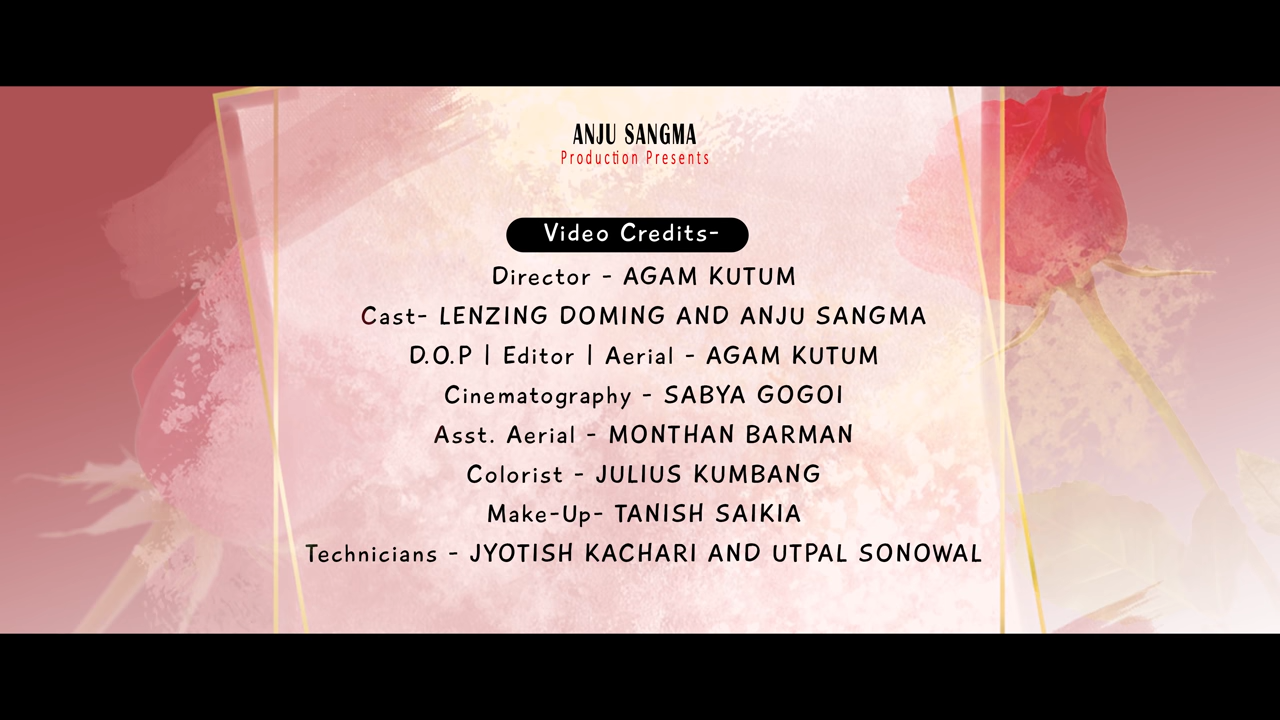 ANJU SANGMA
Production Presents
Video Credits-
Director - AGAM KUTUM
Cast- LENZING DOMING AND ANJU SANGMA
D.O.P | Editor | Aerial - AGAM KUTUM
Cinematography - SABYA GOGOI
Asst. Aerial - MONTHAN BARMAN
Colorist - JULIUS KUMBANG
Make-Up- TANISH SAIKIA
Technicians - JYOTISH KACHARI AND UTPAL SONOWAL